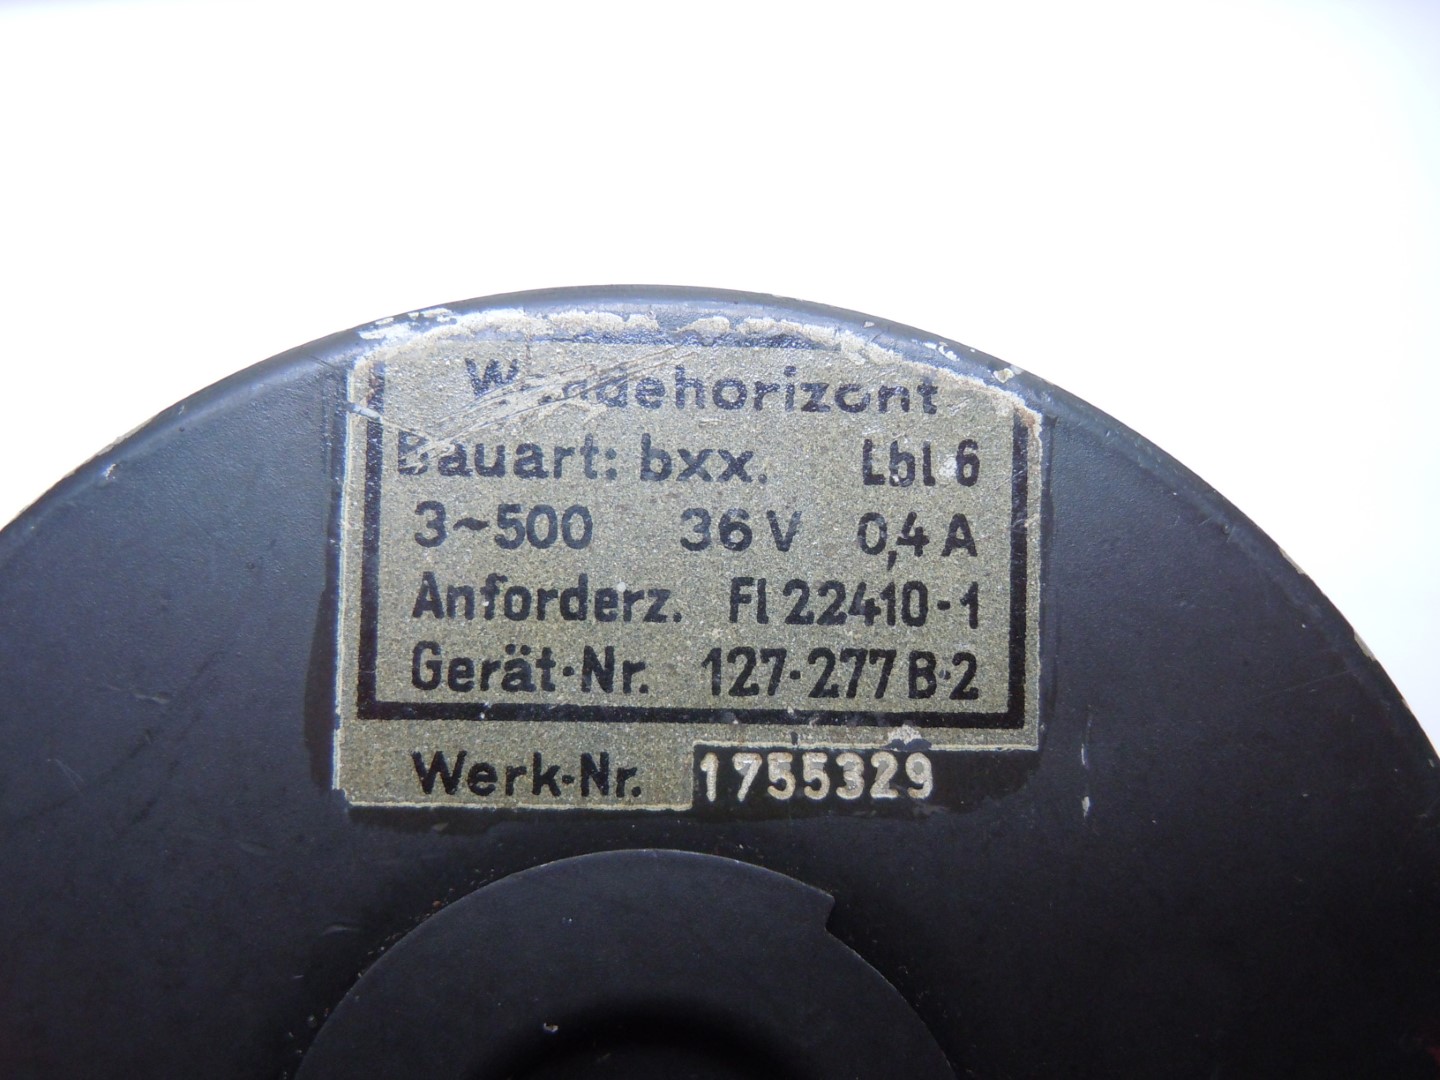 Wendehorizont
Bauart: bxx. Lbl 6
3~500 36 V 0,4 A
Anforderz. Fl 22410-1
Gerät-Nr. 127-277 B-2
Werk-Nr. 1755329